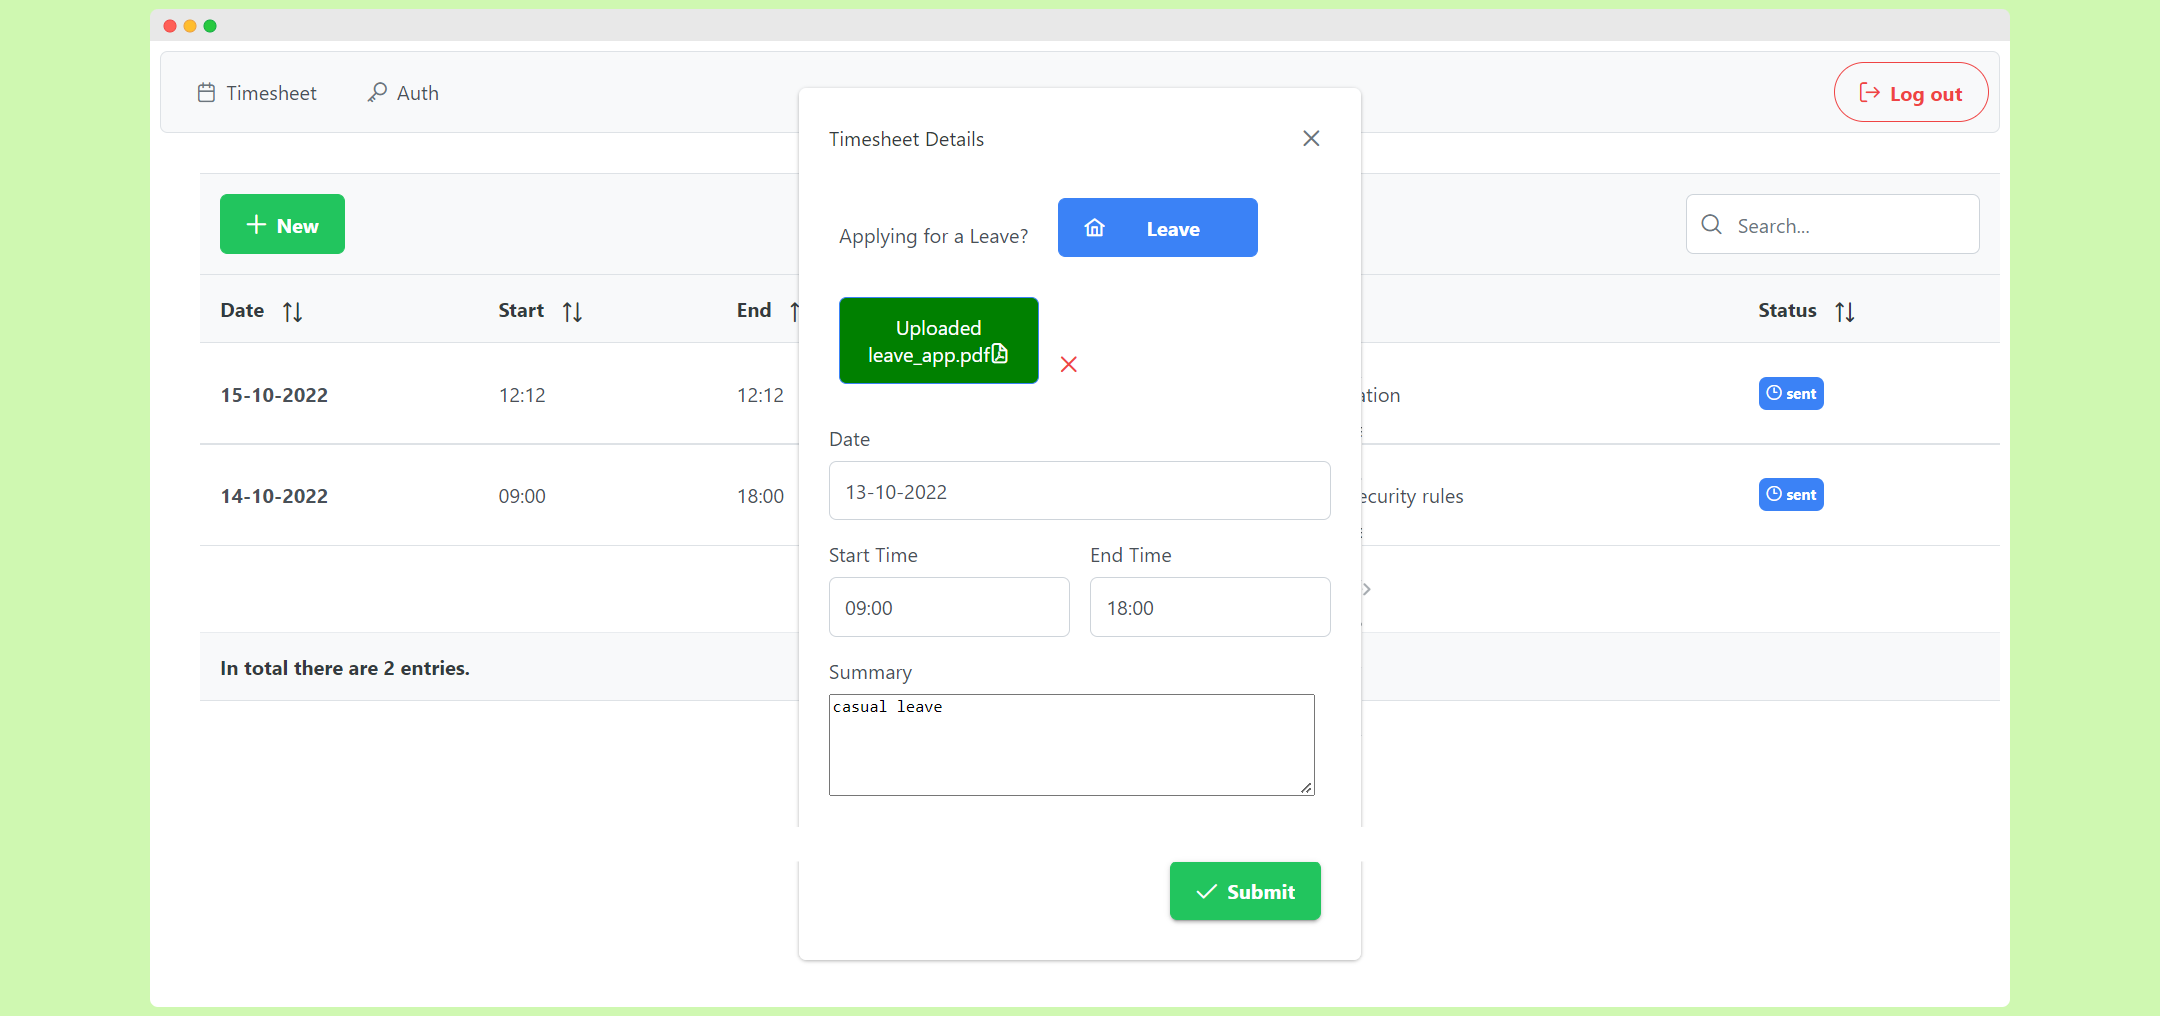 Timesheet
Auth
Log out
Timesheet Details
Applying for a Leave?
Leave
New
Search...
Uploaded
leave_app.pdf
Date
Start
End
Status
15-10-2022
12:12
12:12
ation
sent
14-10-2022
09:00
18:00
ecurity rules
sent
In total there are 2 entries.
Date
13-10-2022
Start Time
End Time
09:00
18:00
Summary
casual leave
Submit